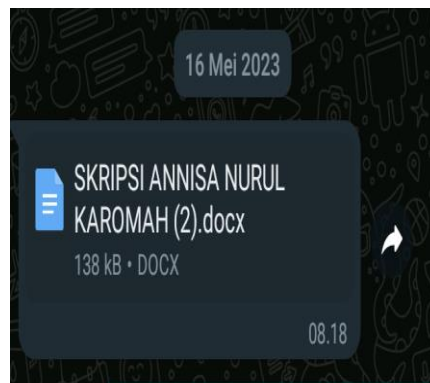 16 Mei 2023
SKRIPSI ANNISA NURUL
KAROMAH (2).docx
138 kB • DOCX
08.18